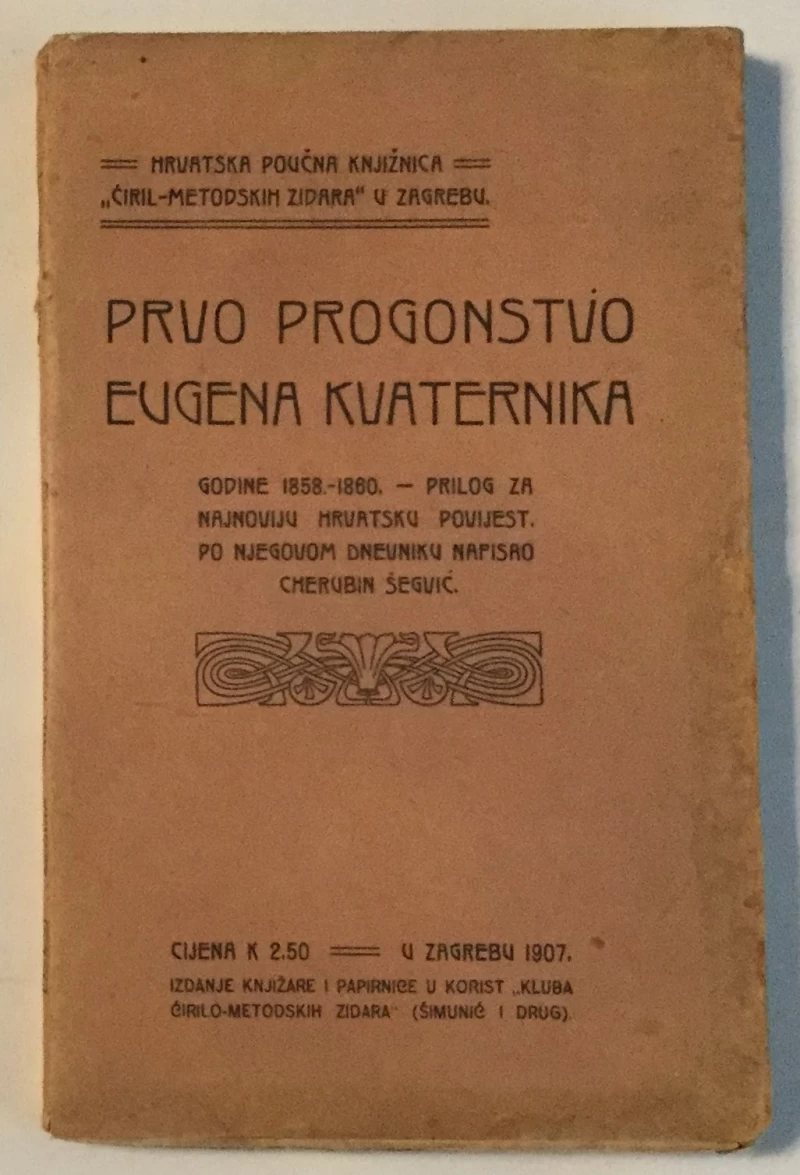 HRVATSKA POUČNA KNJIŽNICA
„ĆIRIL-METODSKIH ZIDARA“ U ZAGREBU.
PRVO PROGONSTVO
EUGENA KVATERNIKA
GODINE 1858.-1860. — PRILOG ZA
NAJNOVIJU HRVATSKU POVIJEST.
PO NJEGOVOM DNEVNIKU NAPISAO
CHERUBIN ŠEGVIĆ.
CIJENA K 2.50 U ZAGREBU 1907.
IZDANJE KNJIŽARE I PAPIRNICE U KORIST „KLUBA
ĆIRILO-METODSKIH ZIDARA“ (ŠIMUNIĆ I DRUG)